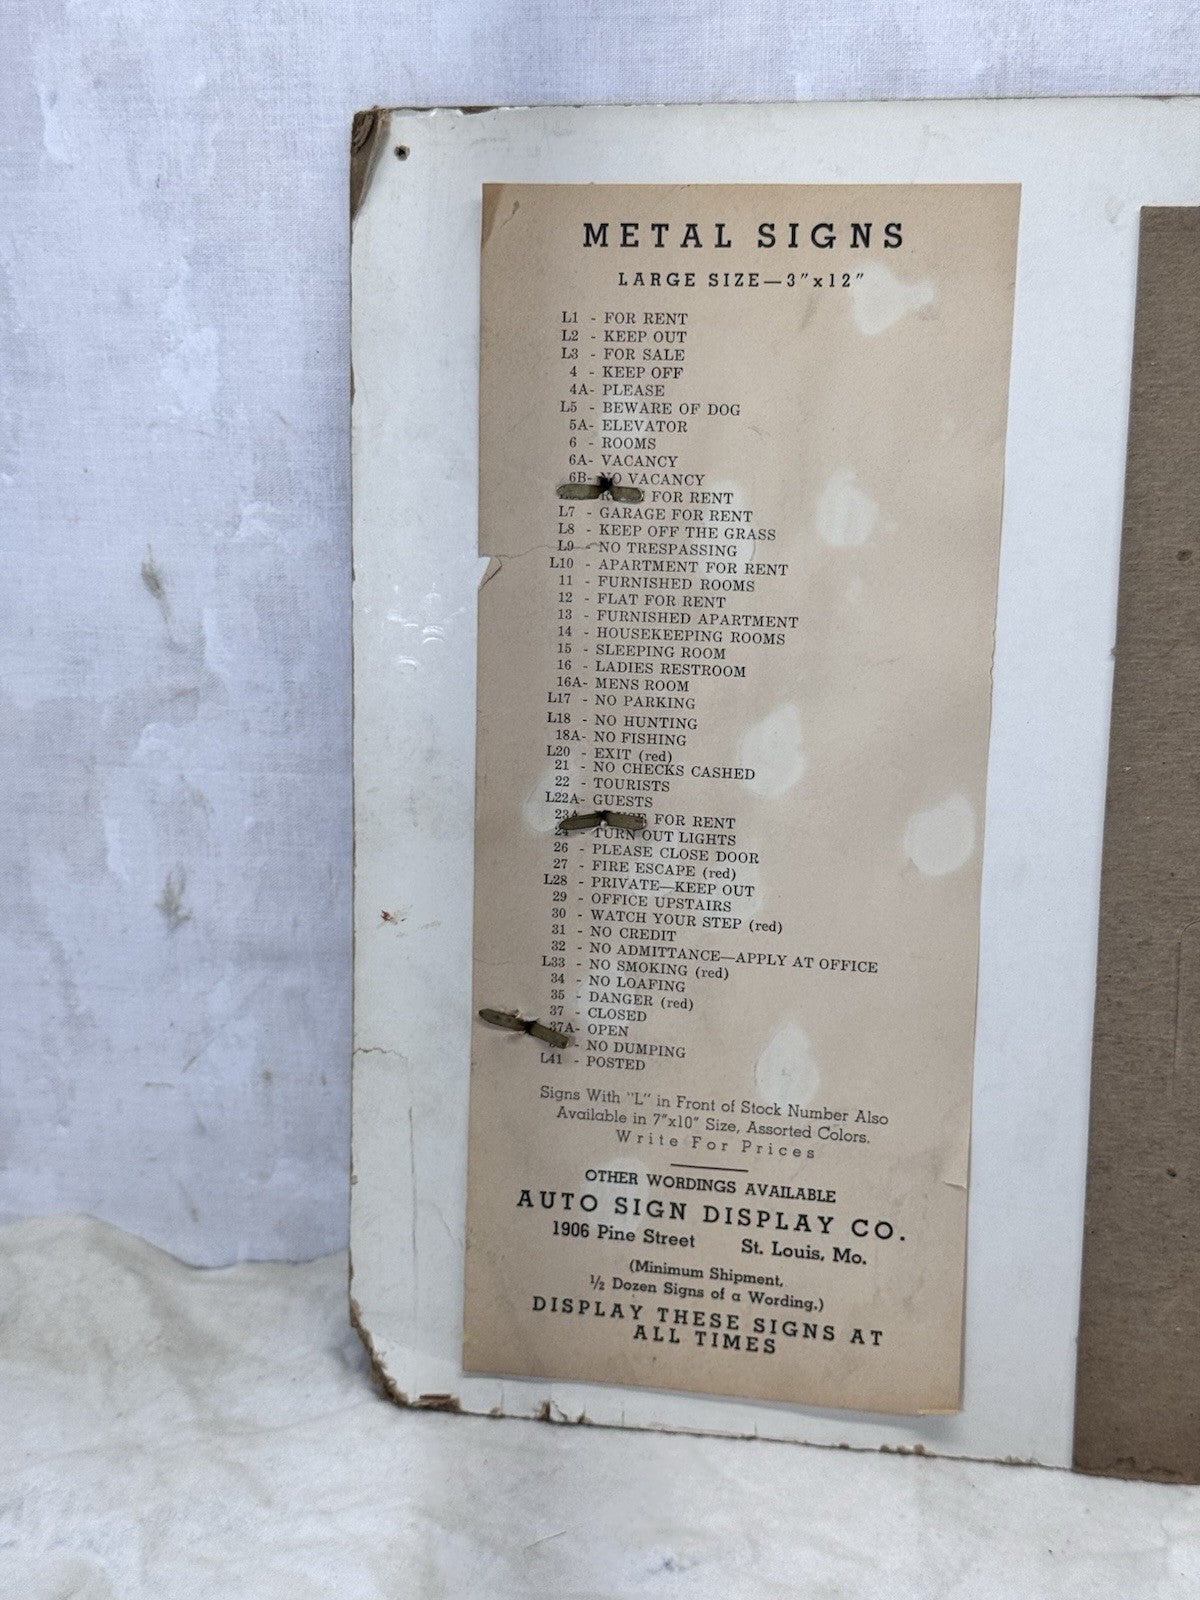 METAL SIGNS
LARGE SIZE—3"x12"
L1 - FOR RENT
L2 - KEEP OUT
L3 - FOR SALE
4 - KEEP OFF
4A- PLEASE
L5 - BEWARE OF DOG
5A- ELEVATOR
6 - ROOMS
6A- VACANCY
6B- NO VACANCY
FOR RENT
L7 - GARAGE FOR RENT
L8 - KEEP OFF THE GRASS
L9 - NO TRESPASSING
L10 - APARTMENT FOR RENT
11 - FURNISHED ROOMS
12 - FLAT FOR RENT
13 - FURNISHED APARTMENT
14 - HOUSEKEEPING ROOMS
15 - SLEEPING ROOM
16 - LADIES RESTROOM
16A- MENS ROOM
L17 - NO PARKING
L18 - NO HUNTING
18A- NO FISHING
L20 - EXIT (red)
21 - NO CHECKS CASHED
22 - TOURISTS
L22A- GUESTS
23A FOR RENT
24 - TURN OUT LIGHTS
26 - PLEASE CLOSE DOOR
27 - FIRE ESCAPE (red)
L28 - PRIVATE—KEEP OUT
29 - OFFICE UPSTAIRS
30 - WATCH YOUR STEP (red)
31 - NO CREDIT
32 - NO ADMITTANCE—APPLY AT OFFICE
L33 - NO SMOKING (red)
34 - NO LOAFING
35 - DANGER (red)
37 - CLOSED
37A- OPEN
- NO DUMPING
L41 - POSTED
Signs With "L" in Front of Stock Number Also
Available in 7"x10" Size, Assorted Colors.
Write For Prices
OTHER WORDINGS AVAILABLE
AUTO SIGN DISPLAY CO.
1906 Pine Street St. Louis, Mo.
(Minimum Shipment,
½ Dozen Signs of a Wording.)
DISPLAY THESE SIGNS AT
ALL TIMES